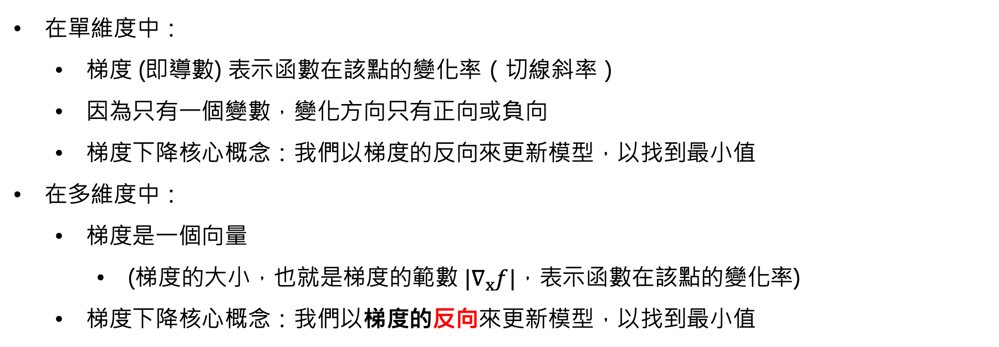 • 在單維度中：
• 梯度 (即導數) 表示函數在該點的變化率（切線斜率）
• 因為只有一個變數，變化方向只有正向或負向
• 梯度下降核心概念：我們以梯度的反向來更新模型，以找到最小值
• 在多維度中：
• 梯度是一個向量
• (梯度的大小，也就是梯度的範數 |∇ₓf|，表示函數在該點的變化率)
• 梯度下降核心概念：我們以梯度的反向來更新模型，以找到最小值